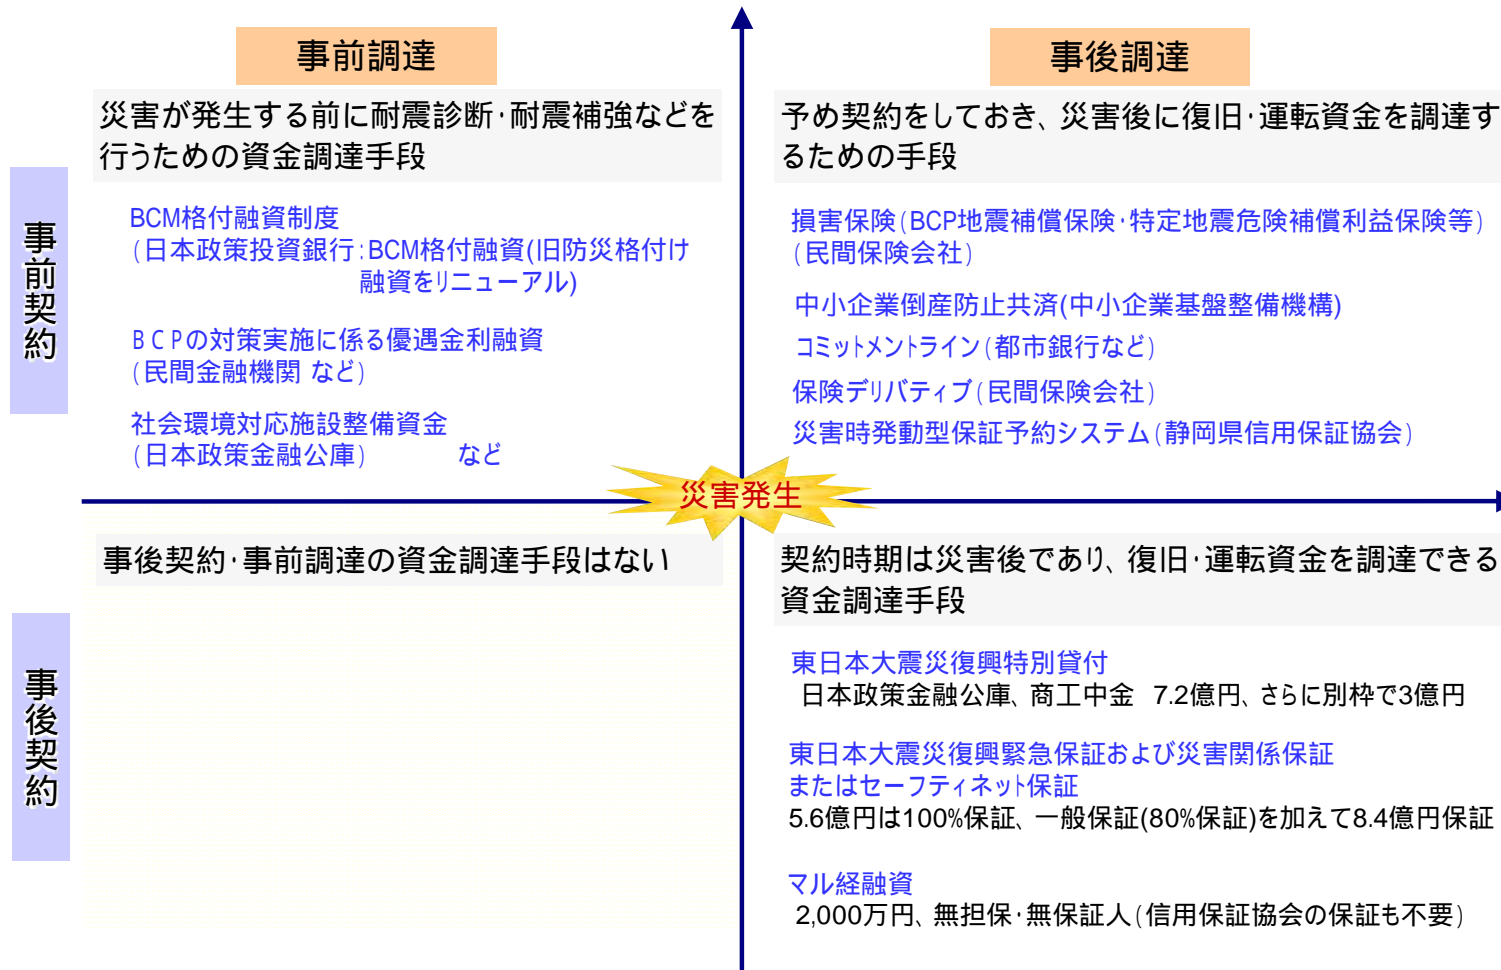 事前調達
事後調達
事前契約
災害が発生する前に耐震診断・耐震補強などを
行うための資金調達手段
BCM格付融資制度
（日本政策投資銀行：BCM格付融資(旧防災格付け
融資をリニューアル)
ＢＣＰの対策実施に係る優遇金利融資
（民間金融機関 など）
社会環境対応施設整備資金
（日本政策金融公庫） など
予め契約をしておき、災害後に復旧・運転資金を調達す
るための手段
損害保険（BCP地震補償保険・特定地震危険補償利益保険等）
（民間保険会社）
中小企業倒産防止共済(中小企業基盤整備機構)
コミットメントライン（都市銀行など）
保険デリバティブ（民間保険会社）
災害時発動型保証予約システム（静岡県信用保証協会）
災害発生
事後契約
事後契約・事前調達の資金調達手段はない
契約時期は災害後であり、復旧・運転資金を調達できる
資金調達手段
東日本大震災復興特別貸付
日本政策金融公庫、商工中金 7.2億円、さらに別枠で3億円
東日本大震災復興緊急保証および災害関係保証
またはセーフティネット保証
5.6億円は100%保証、一般保証(80%保証)を加えて8.4億円保証
マル経融資
2,000万円、無担保・無保証人（信用保証協会の保証も不要）